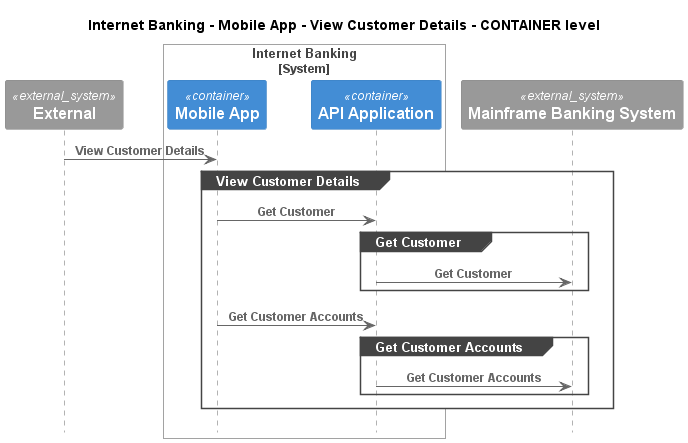 Internet Banking - Mobile App - View Customer Details - CONTAINER level
Internet Banking
[System]
«external_system»
External
«container»
Mobile App
«container»
API Application
«external_system»
Mainframe Banking System
View Customer Details
View Customer Details
Get Customer
Get Customer
Get Customer
Get Customer Accounts
Get Customer Accounts
Get Customer Accounts